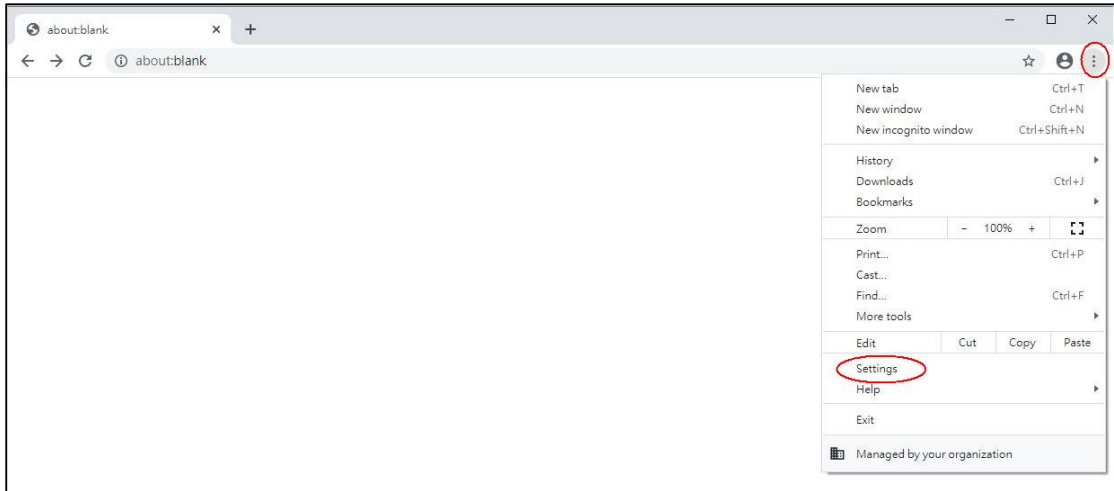 about:blank
about:blank
New tab Ctrl+T
New window Ctrl+N
New incognito window Ctrl+Shift+N
History
Downloads Ctrl+J
Bookmarks
Zoom - 100% +
Print... Ctrl+P
Cast...
Find... Ctrl+F
More tools
Edit Cut Copy Paste
Settings
Help
Exit
Managed by your organization